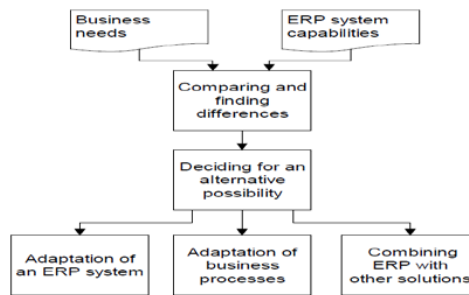 Business
needs
ERP system
capabilities
Comparing and
finding
differences
Deciding for an
alternative
possibility
Adaptation of
an ERP system
Adaptation of
business
processes
Combining
ERP with
other solutions